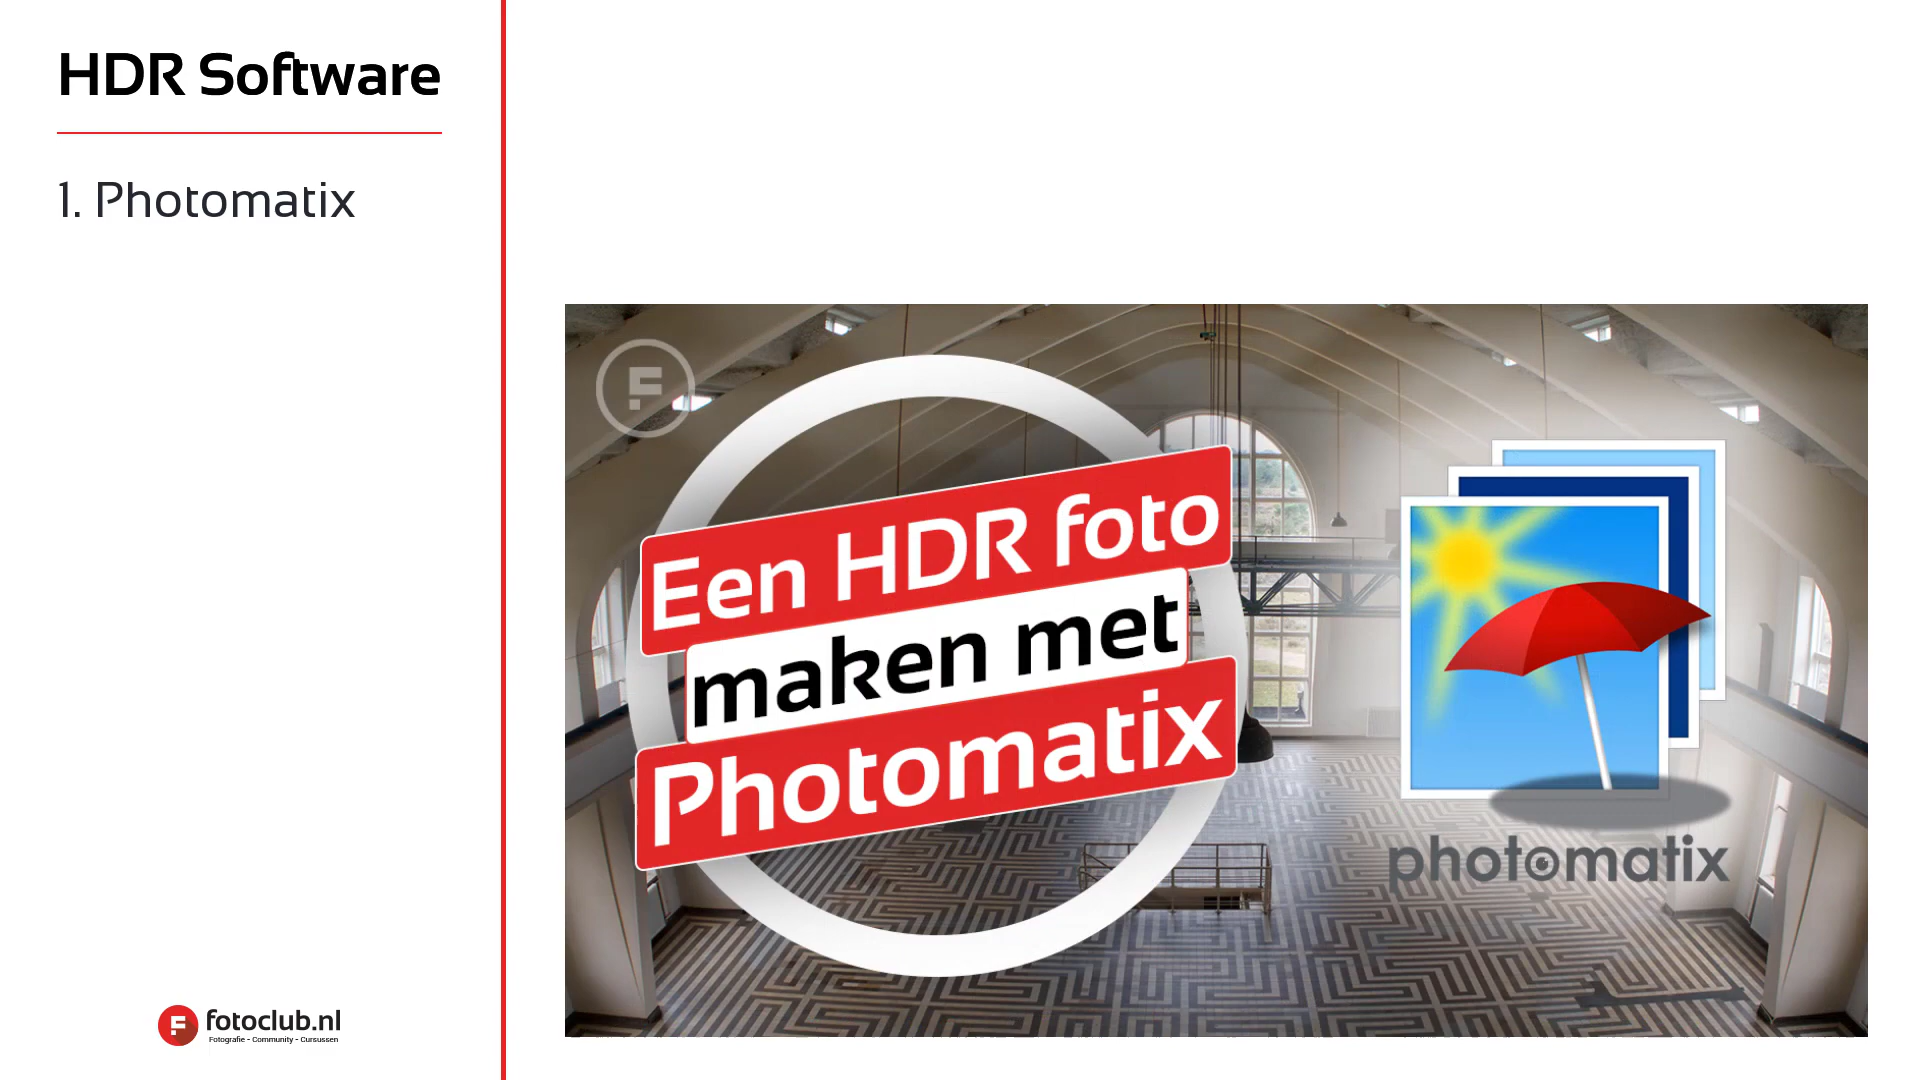 HDR Software
1. Photomatix
Een HDR foto
maken met
Photomatix
photomatix
fotoclub.nl
Fotografie - Community - Cursussen